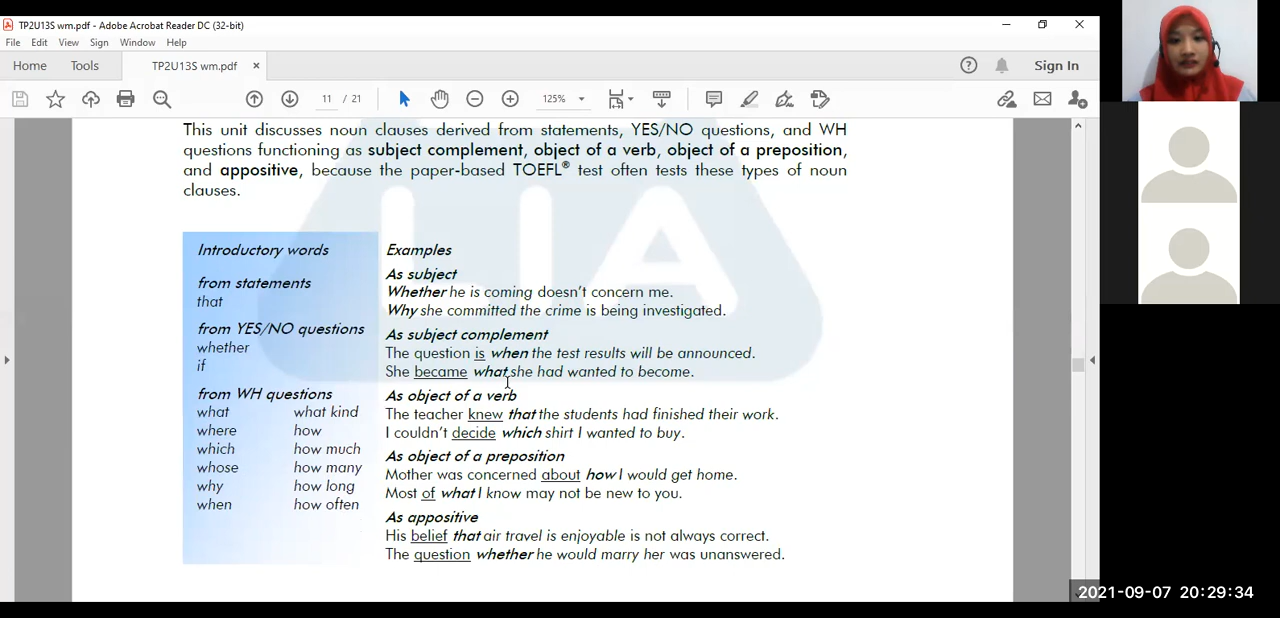 TP2U13S wm.pdf - Adobe Acrobat Reader DC (32-bit)
File Edit View Sign Window Help
Home Tools TP2U13S wm.pdf × Sign In
11 / 21 125%
This unit discusses noun clauses derived from statements, YES/NO questions, and WH
questions functioning as subject complement, object of a verb, object of a preposition,
and appositive, because the paper-based TOEFL® test often tests these types of noun
clauses.
LIA
Introductory words
from statements
that
from YES/NO questions
whether
if
from WH questions
what what kind
where how
which how much
whose how many
why how long
when how often
Examples
As subject
Whether he is coming doesn't concern me.
Why she committed the crime is being investigated.
As subject complement
The question is when the test results will be announced.
She became what she had wanted to become.
As object of a verb
The teacher knew that the students had finished their work.
I couldn't decide which shirt I wanted to buy.
As object of a preposition
Mother was concerned about how I would get home.
Most of what I know may not be new to you.
As appositive
His belief that air travel is enjoyable is not always correct.
The question whether he would marry her was unanswered.
2021-09-07 20:29:34